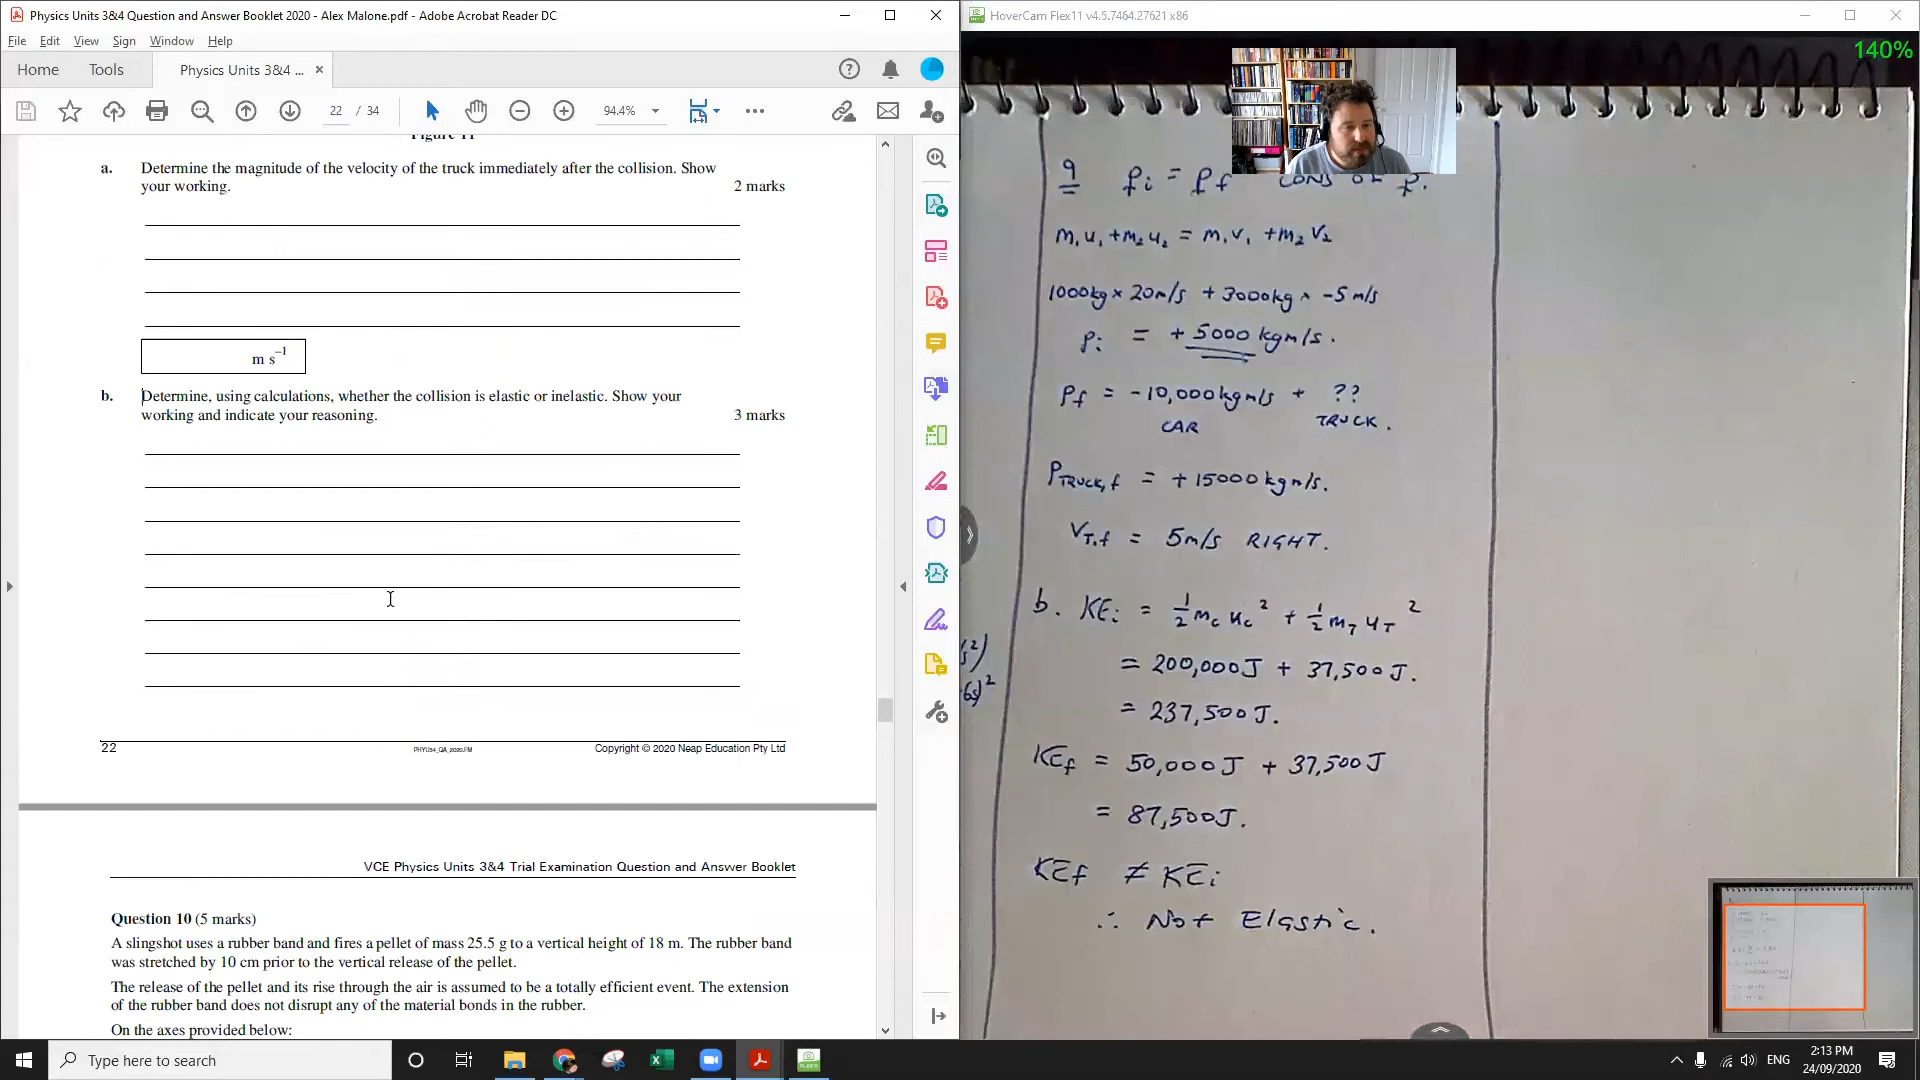 Physics Units 3&4 Question and Answer Booklet 2020 - Alex Malone.pdf - Adobe Acrobat Reader DC
File Edit View Sign Window Help
Home Tools Physics Units 3&4 ... ×
22 / 34 94.4%
Figure 11
a. Determine the magnitude of the velocity of the truck immediately after the collision. Show
your working. 2 marks
m s⁻¹
b. Determine, using calculations, whether the collision is elastic or inelastic. Show your
working and indicate your reasoning. 3 marks
22 PHYU34_QA_2020.FM Copyright © 2020 Neap Education Pty Ltd
VCE Physics Units 3&4 Trial Examination Question and Answer Booklet
Question 10 (5 marks)
A slingshot uses a rubber band and fires a pellet of mass 25.5 g to a vertical height of 18 m. The rubber band
was stretched by 10 cm prior to the vertical release of the pellet.
The release of the pellet and its rise through the air is assumed to be a totally efficient event. The extension
of the rubber band does not disrupt any of the material bonds in the rubber.
On the axes provided below:
HoverCam Flex11 v4.5.7464.27621 x86
140%
9 Pi = Pf CONS OF P.
m₁u₁ + m₂u₂ = m₁v₁ + m₂v₂
1000kg × 20m/s + 3000kg × -5m/s
Pi = +5000 kgm/s.
Pf = -10,000kgm/s + ??
CAR TRUCK.
PTRUCK,f = +15000kgm/s.
VT,f = 5m/s RIGHT.
b. KEi = ½mcuc² + ½mTuT²
= 200,000J + 37,500J.
= 237,500J.
KEf = 50,000J + 37,500J
= 87,500J.
KEf ≠ KEi
∴ Not Elastic.
Type here to search
ENG
2:13 PM
24/09/2020